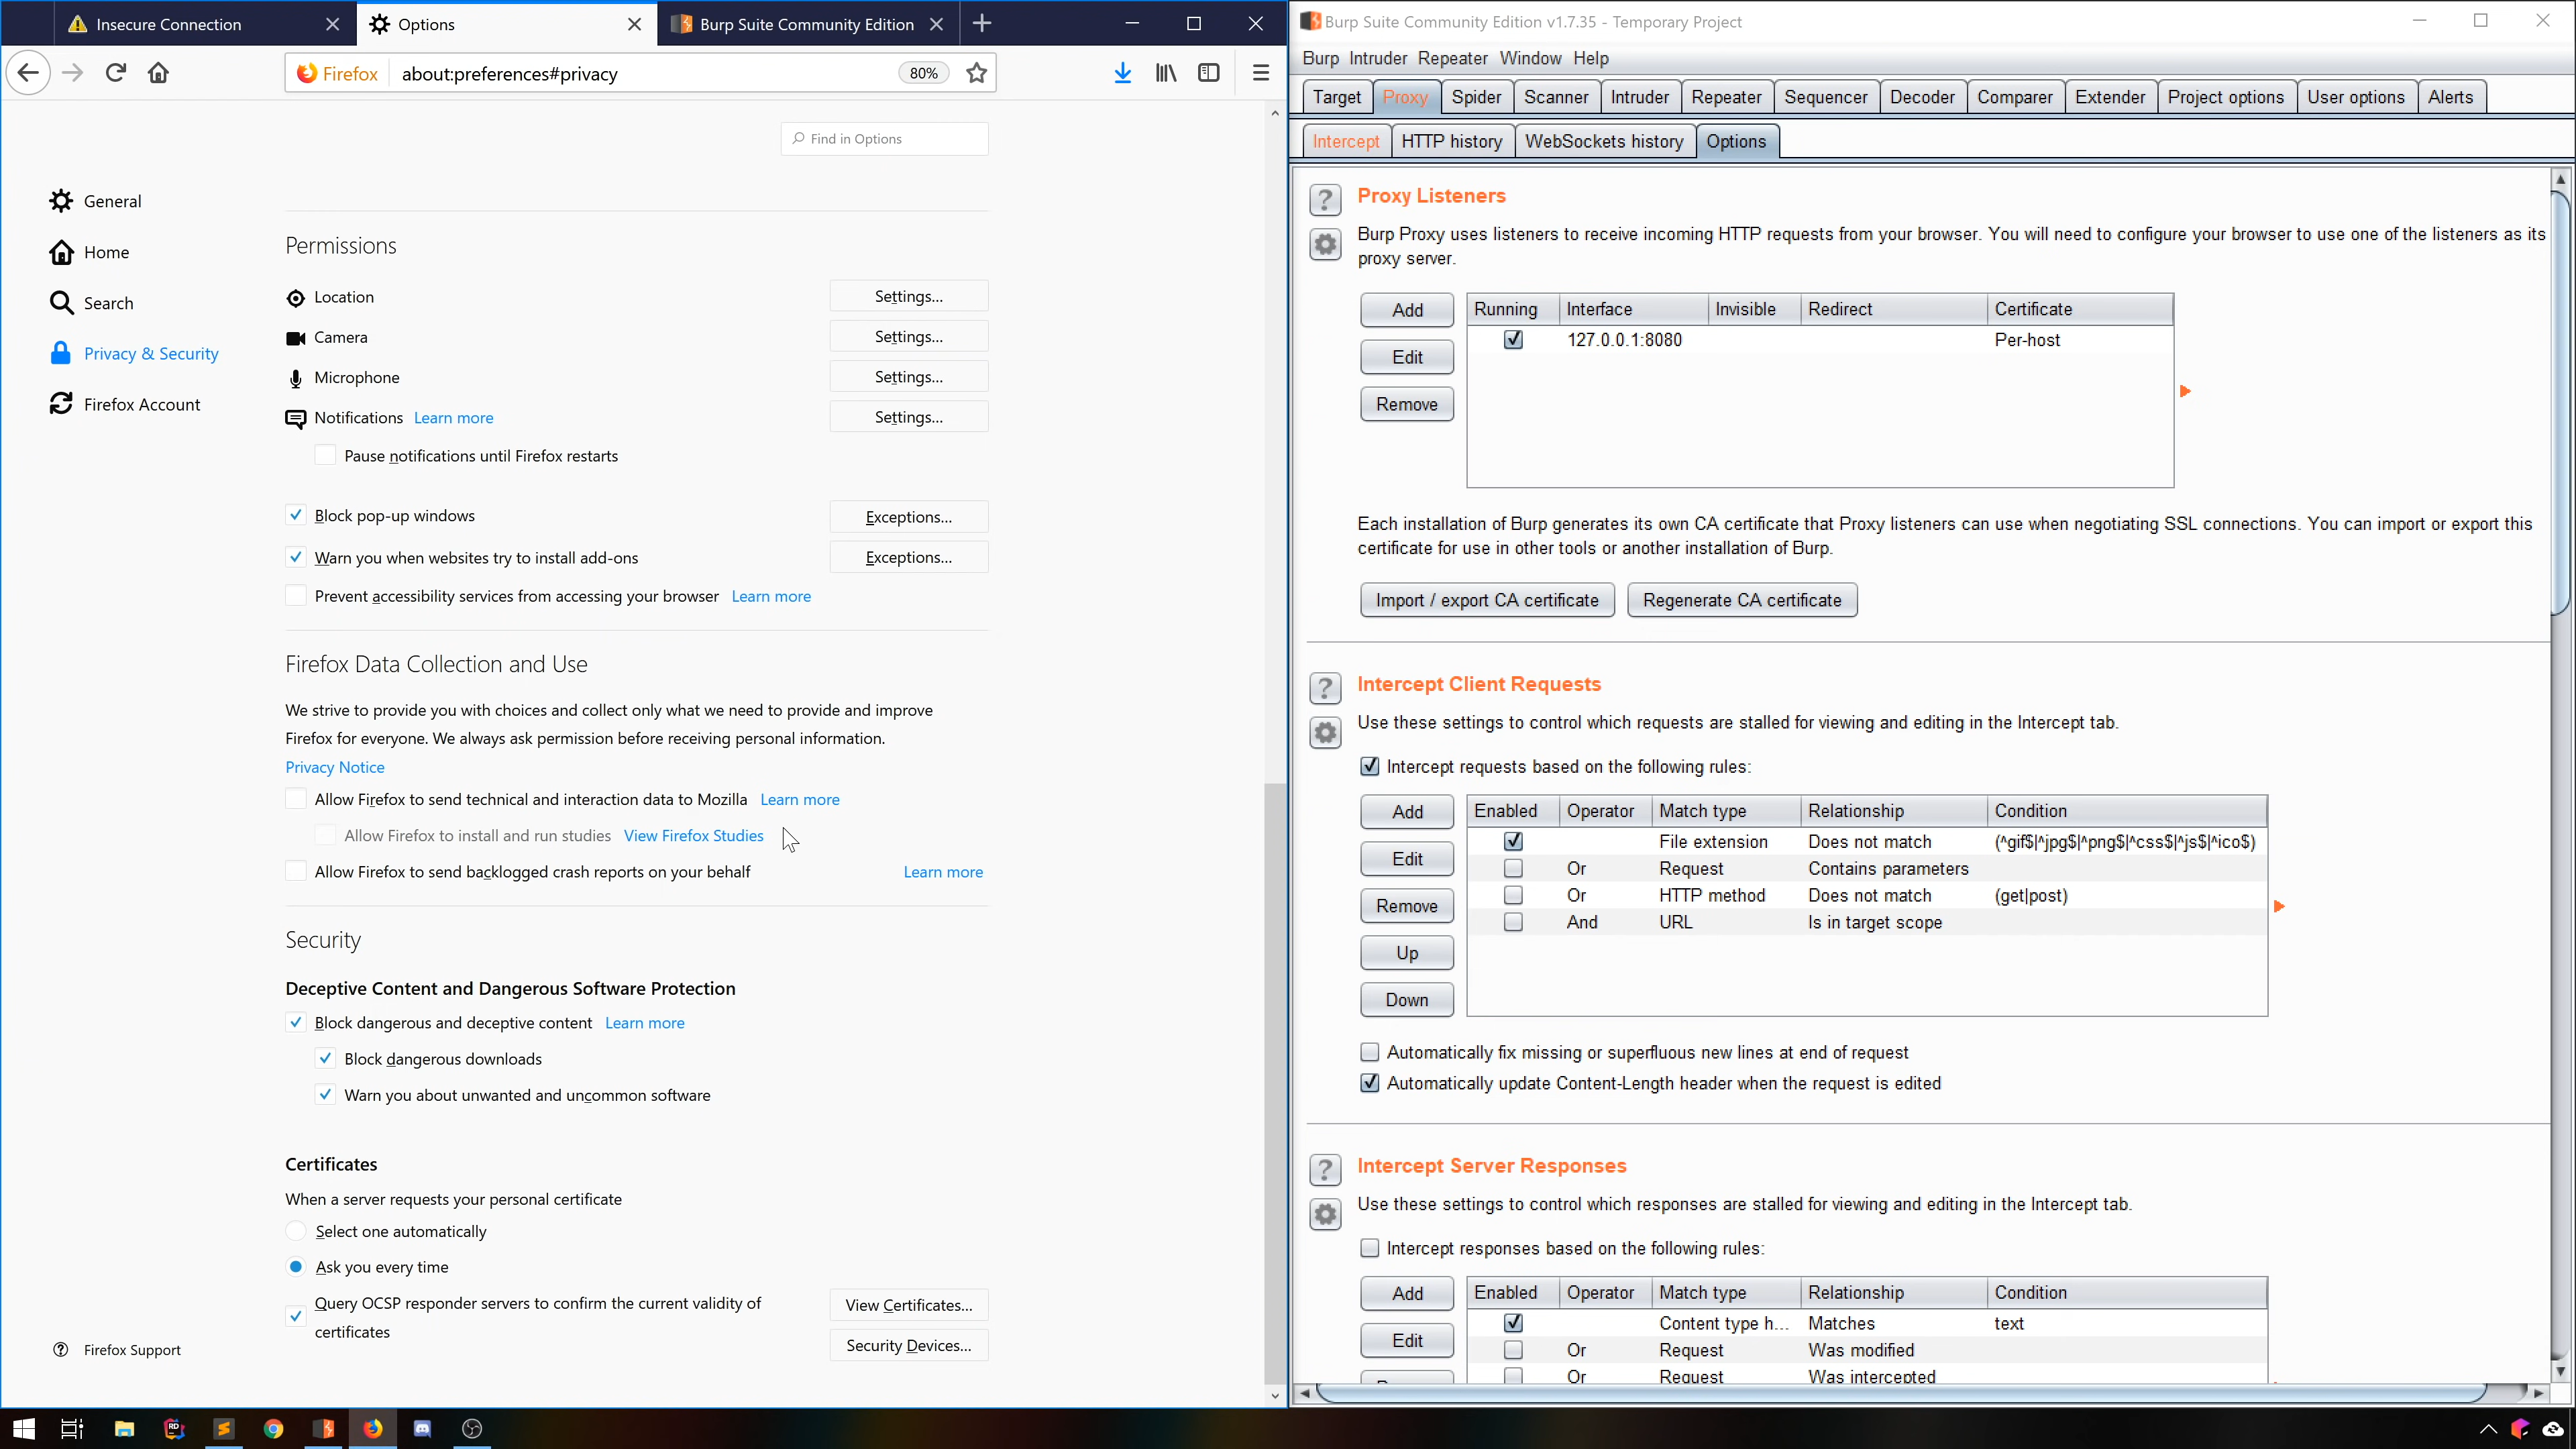 Insecure Connection
Options
Burp Suite Community Edition
Firefox
about:preferences#privacy
80%
Find in Options
General
Home
Search
Privacy & Security
Firefox Account
Firefox Support
Permissions
Location
Settings...
Camera
Settings...
Microphone
Settings...
Notifications Learn more
Settings...
Pause notifications until Firefox restarts
Block pop-up windows
Exceptions...
Warn you when websites try to install add-ons
Exceptions...
Prevent accessibility services from accessing your browser Learn more
Firefox Data Collection and Use
We strive to provide you with choices and collect only what we need to provide and improve
Firefox for everyone. We always ask permission before receiving personal information.
Privacy Notice
Allow Firefox to send technical and interaction data to Mozilla Learn more
Allow Firefox to install and run studies View Firefox Studies
Allow Firefox to send backlogged crash reports on your behalf Learn more
Security
Deceptive Content and Dangerous Software Protection
Block dangerous and deceptive content Learn more
Block dangerous downloads
Warn you about unwanted and uncommon software
Certificates
When a server requests your personal certificate
Select one automatically
Ask you every time
Query OCSP responder servers to confirm the current validity of
certificates
View Certificates...
Security Devices...
Burp Suite Community Edition v1.7.35 - Temporary Project
Burp Intruder Repeater Window Help
Target Proxy Spider Scanner Intruder Repeater Sequencer Decoder Comparer Extender Project options User options Alerts
Intercept HTTP history WebSockets history Options
Proxy Listeners
Burp Proxy uses listeners to receive incoming HTTP requests from your browser. You will need to configure your browser to use one of the listeners as its
proxy server.
Add
Edit
Remove
Running Interface Invisible Redirect Certificate
127.0.0.1:8080 Per-host
Each installation of Burp generates its own CA certificate that Proxy listeners can use when negotiating SSL connections. You can import or export this
certificate for use in other tools or another installation of Burp.
Import / export CA certificate Regenerate CA certificate
Intercept Client Requests
Use these settings to control which requests are stalled for viewing and editing in the Intercept tab.
Intercept requests based on the following rules:
Add
Edit
Remove
Up
Down
Enabled Operator Match type Relationship Condition
File extension Does not match (^gif$|^jpg$|^png$|^css$|^js$|^ico$)
Or Request Contains parameters
Or HTTP method Does not match (get|post)
And URL Is in target scope
Automatically fix missing or superfluous new lines at end of request
Automatically update Content-Length header when the request is edited
Intercept Server Responses
Use these settings to control which responses are stalled for viewing and editing in the Intercept tab.
Intercept responses based on the following rules:
Add
Edit
Enabled Operator Match type Relationship Condition
Content type h... Matches text
Or Request Was modified
Or Request Was intercepted